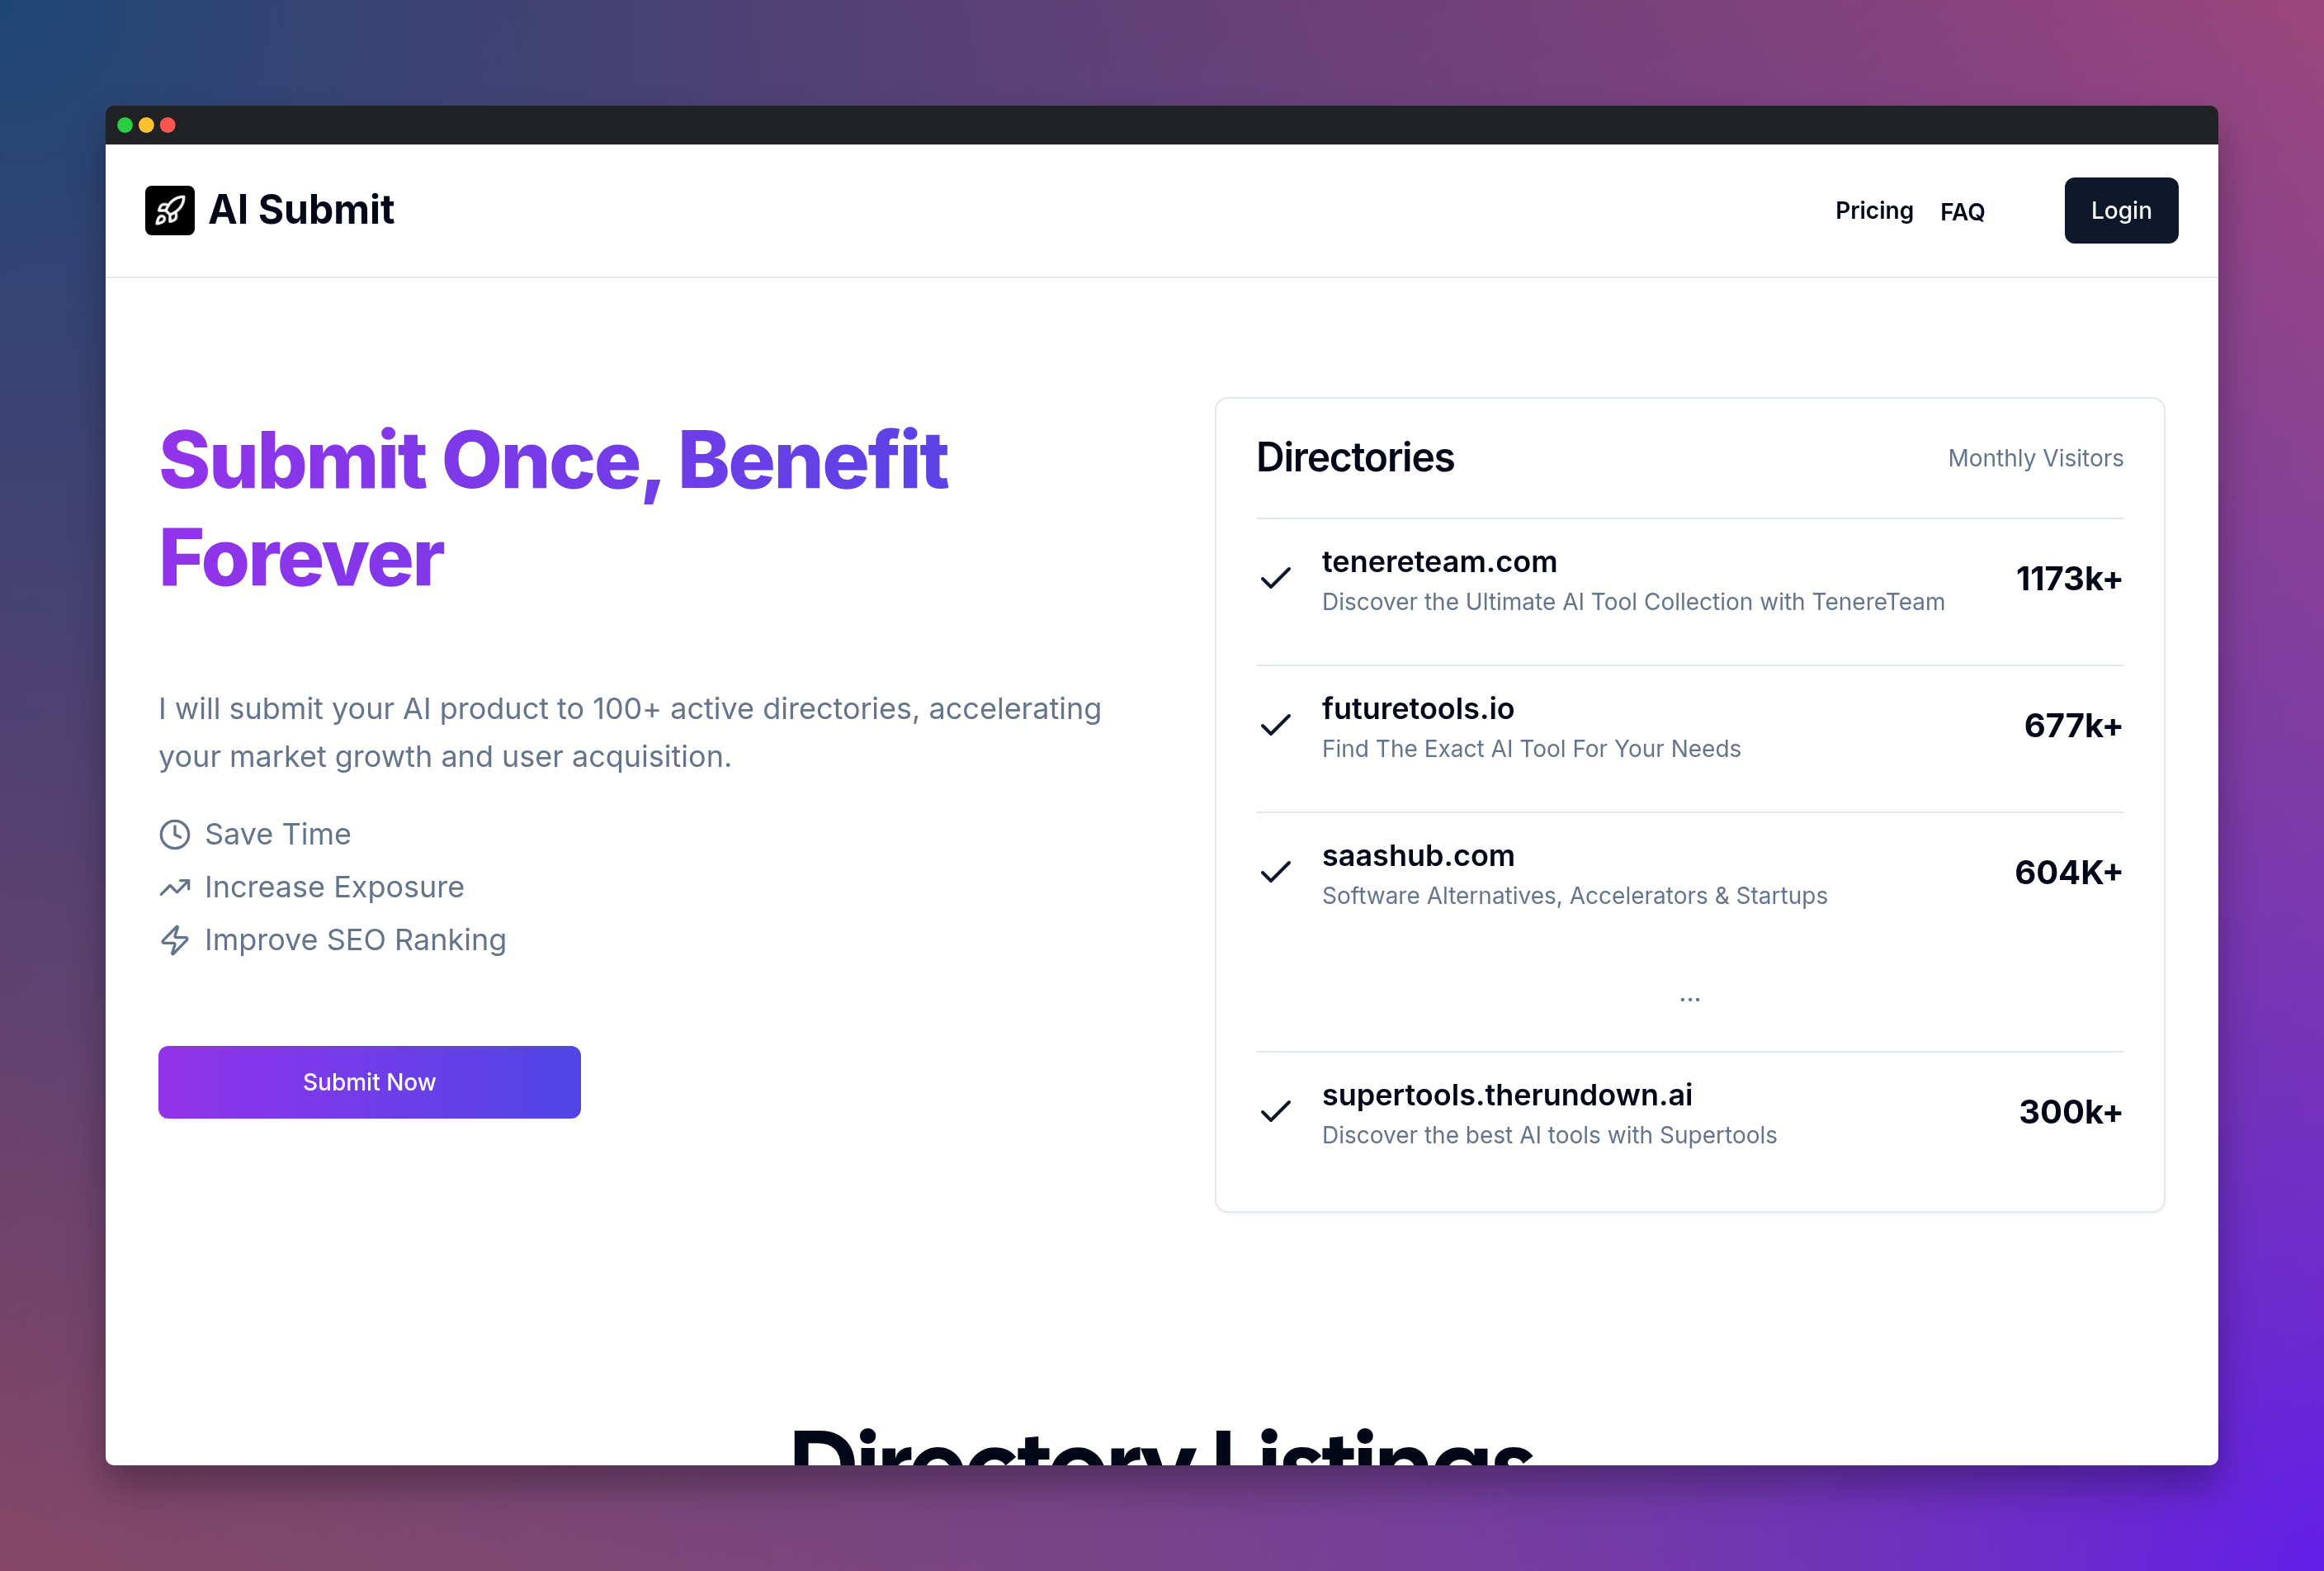 AI Submit
Pricing
FAQ
Login
Submit Once, Benefit
Forever
I will submit your AI product to 100+ active directories, accelerating
your market growth and user acquisition.
Save Time
Increase Exposure
Improve SEO Ranking
Submit Now
Directories
Monthly Visitors
tenereteam.com
Discover the Ultimate AI Tool Collection with TenereTeam
1173k+
futuretools.io
Find The Exact AI Tool For Your Needs
677k+
saashub.com
Software Alternatives, Accelerators & Startups
604K+
...
supertools.therundown.ai
Discover the best AI tools with Supertools
300k+
Directory Listings